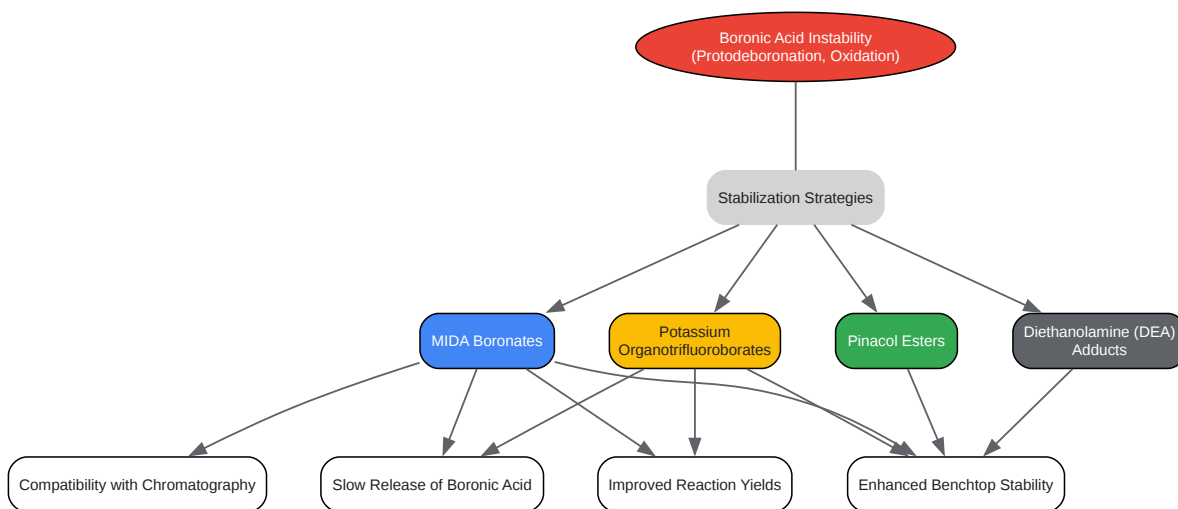 Boronic Acid Instability
(Protodeboronation, Oxidation)
Stabilization Strategies
MIDA Boronates
Potassium
Organotrifluoroborates
Pinacol Esters
Diethanolamine (DEA)
Adducts
Compatibility with Chromatography
Slow Release of Boronic Acid
Improved Reaction Yields
Enhanced Benchtop Stability